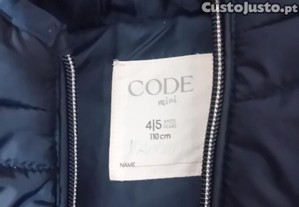 CustoJusto.pt
CODE
mini
4|5
110cm
NAME